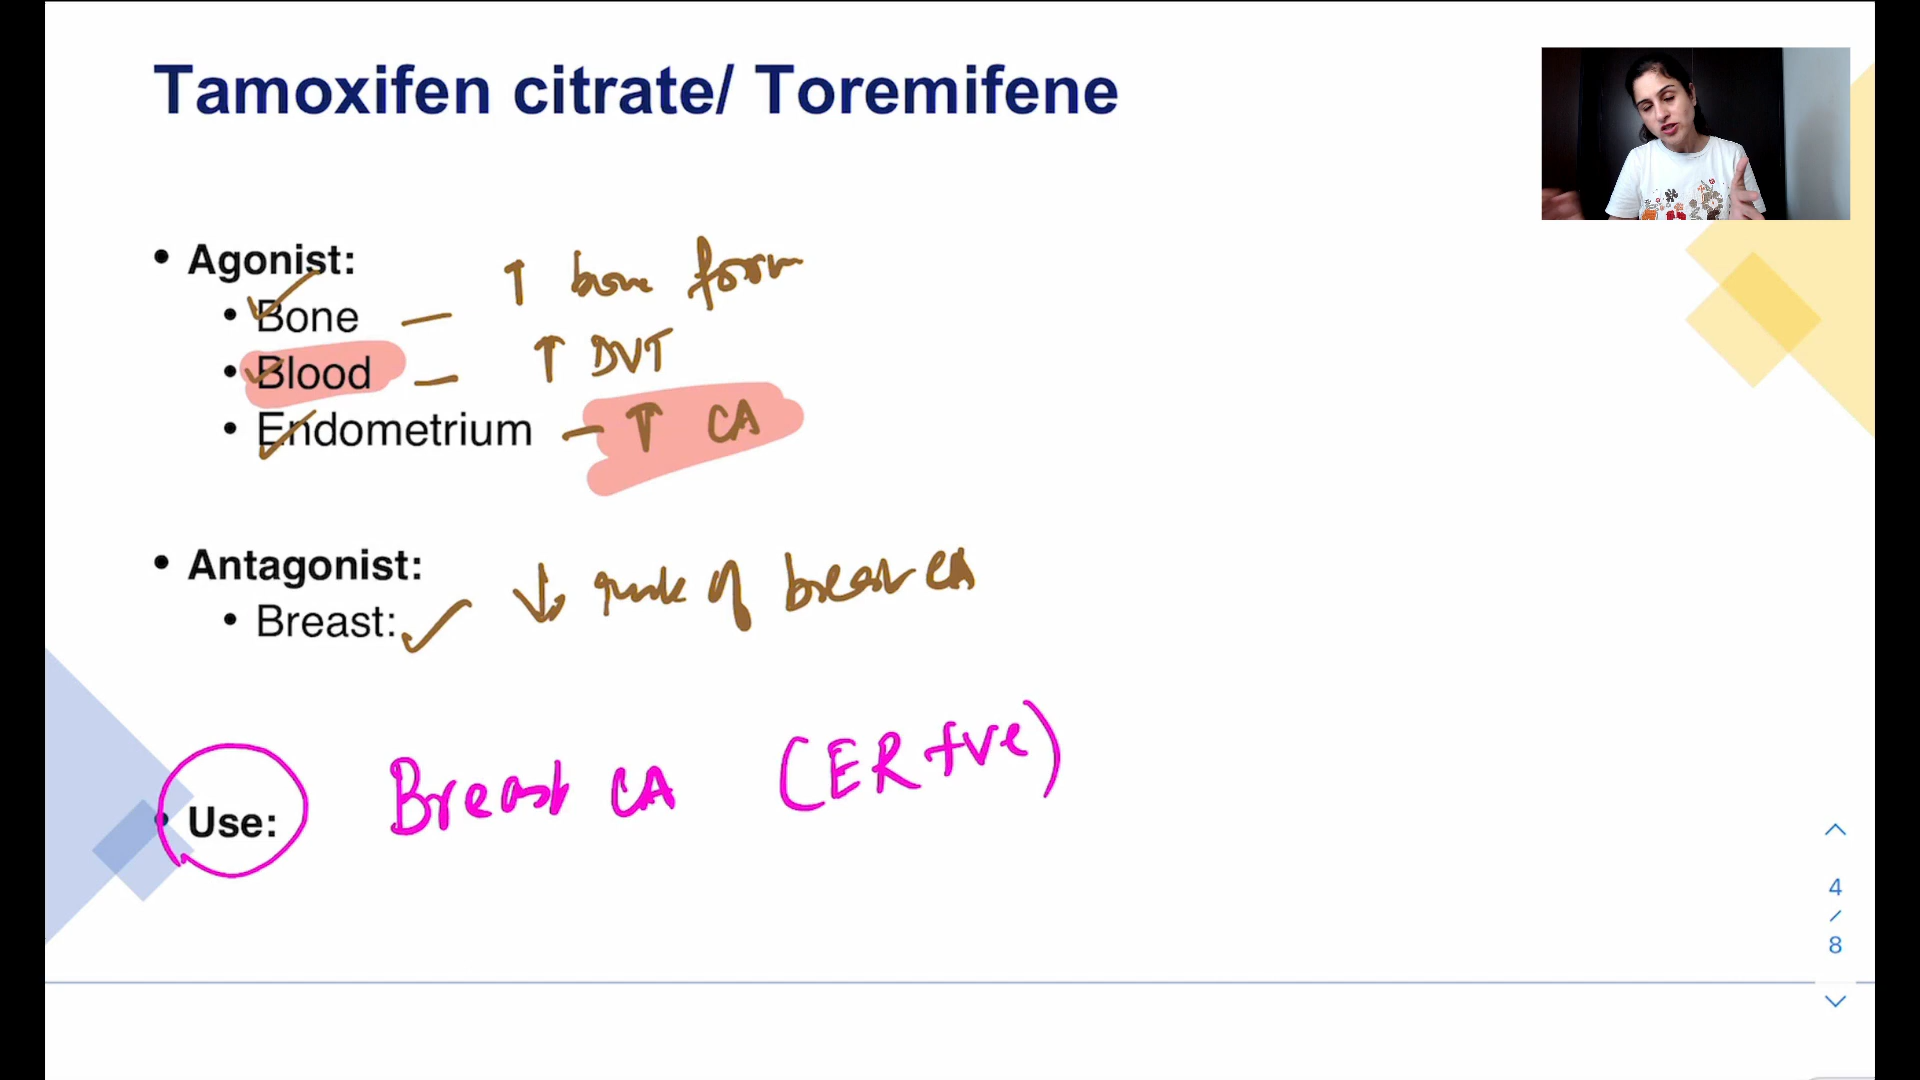 Tamoxifen citrate/ Toremifene
• Agonist:
• Bone — ↑ bone form
• Blood — ↑ DVT
• Endometrium — ↑ CA
• Antagonist:
• Breast: ↓ risk of breast CA
• Use: Breast CA (ER +ve)
4
/
8